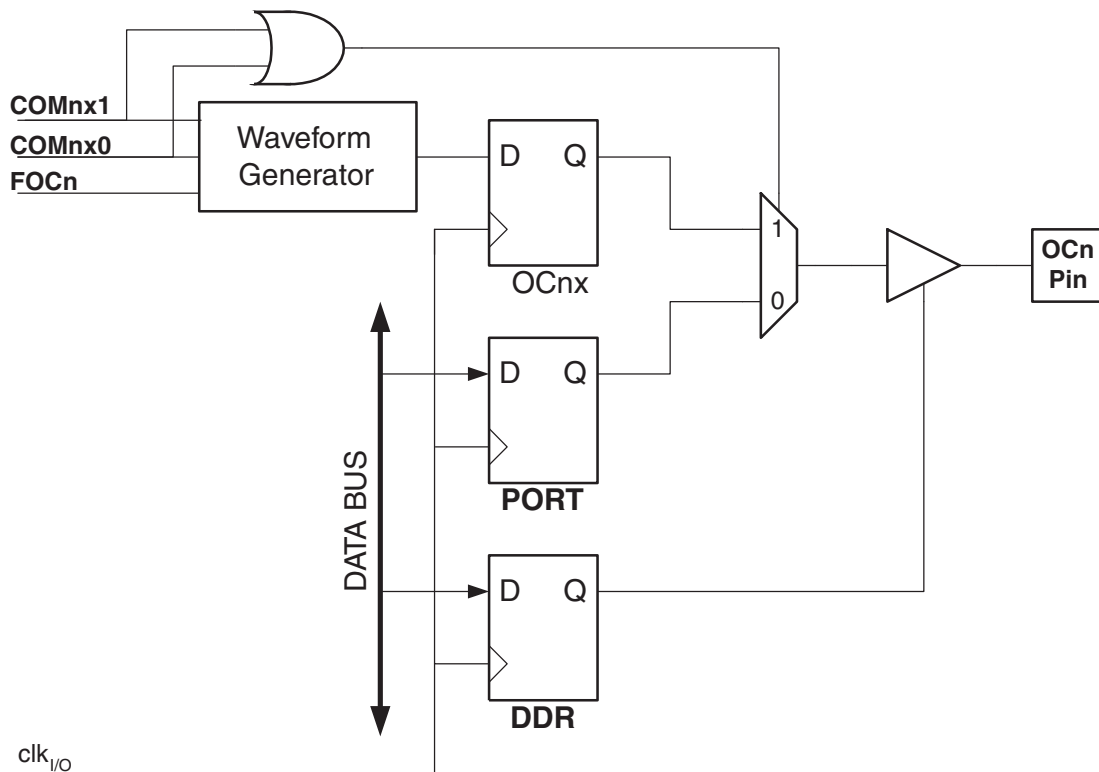 COMnx1
COMnx0
FOCn
Waveform
Generator
D Q
OCnx
1
0
OCn
Pin
D Q
PORT
DATA BUS
D Q
DDR
clkI/O